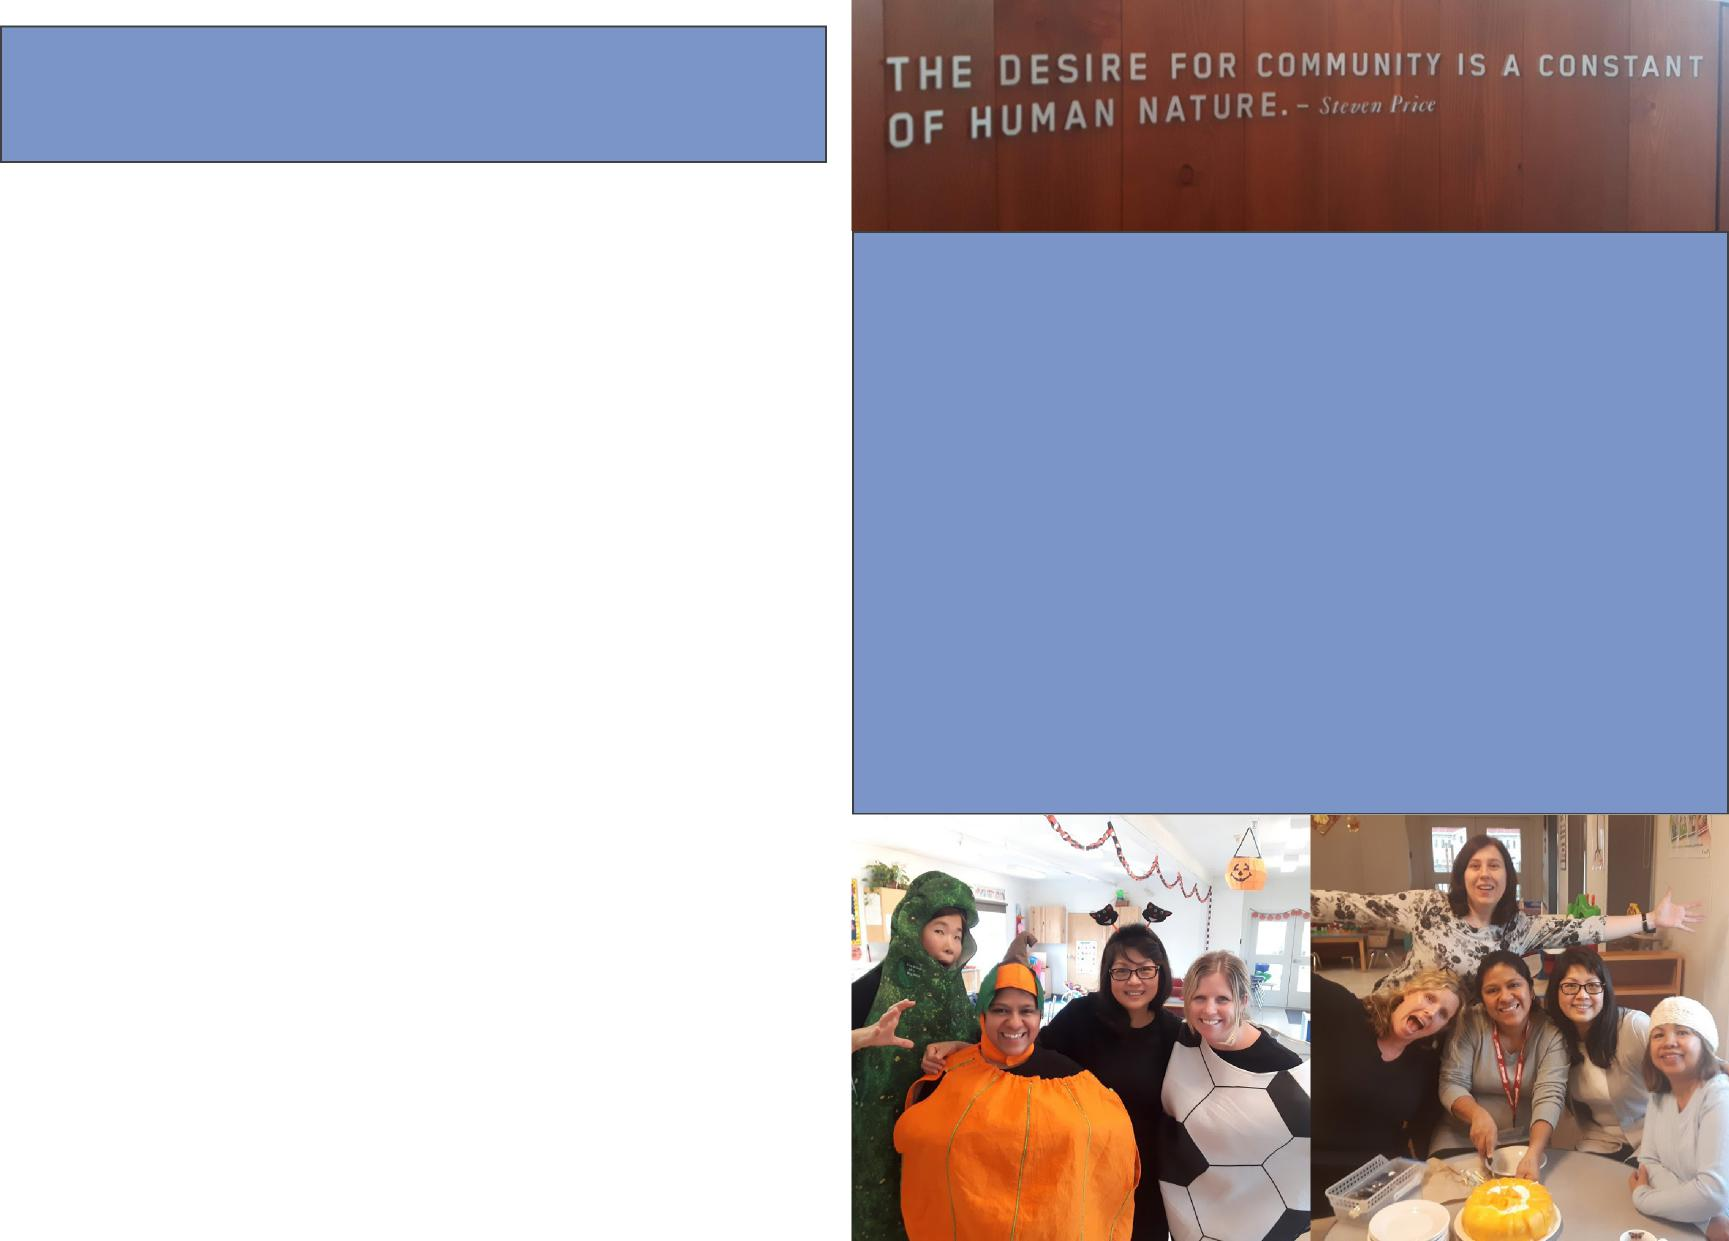 THE DESIRE FOR COMMUNITY IS A CONSTANT
OF HUMAN NATURE. – Steven Price